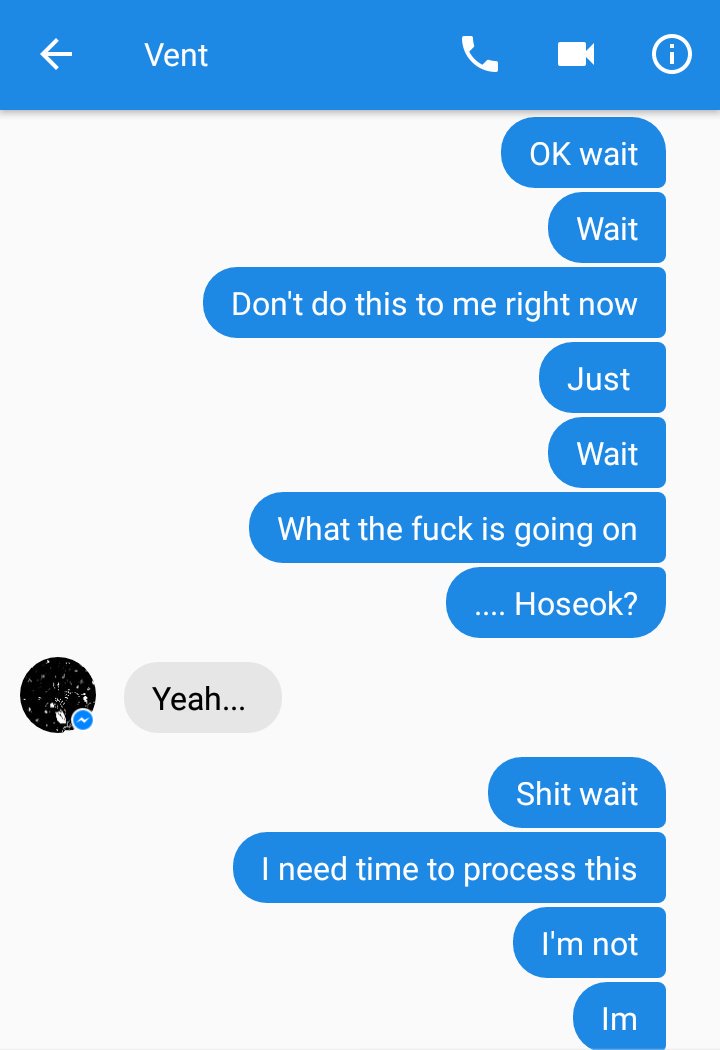 Vent
OK wait
Wait
Don't do this to me right now
Just
Wait
What the fuck is going on
.... Hoseok?
Yeah...
Shit wait
I need time to process this
I'm not
Im